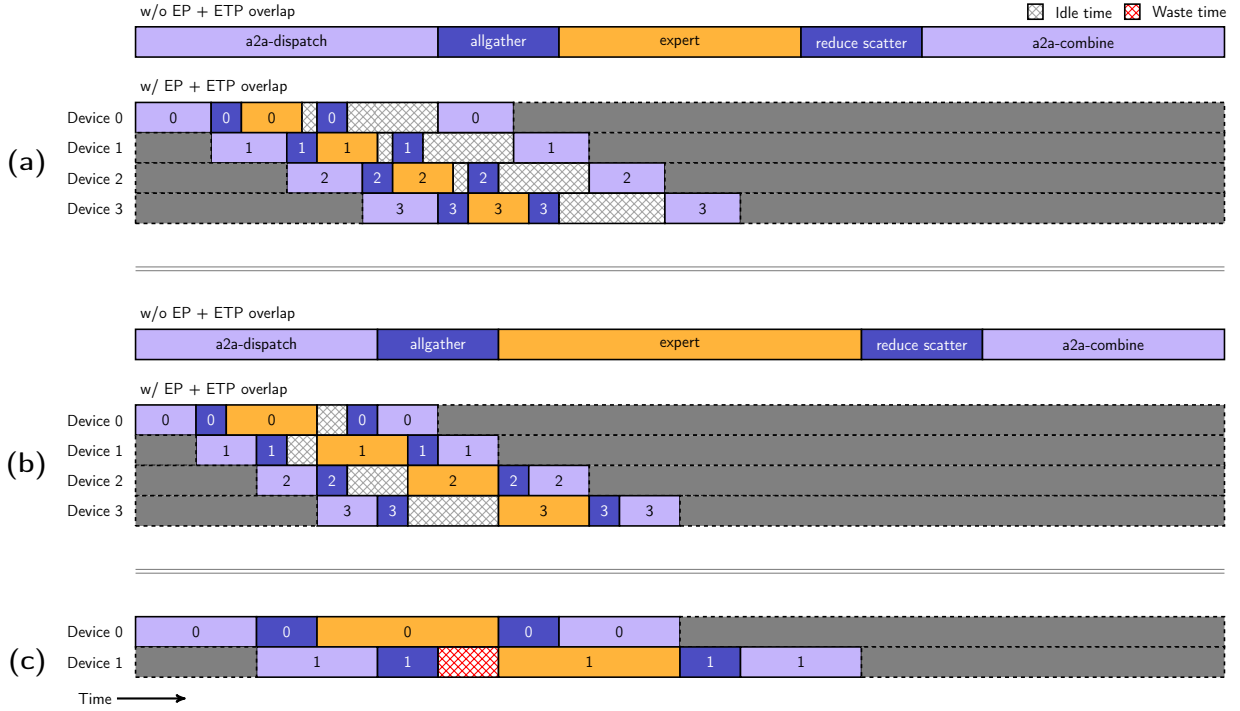 w/o EP + ETP overlap
Idle time Waste time
a2a-dispatch allgather expert reduce scatter a2a-combine
w/ EP + ETP overlap
Device 0 0 0 0 0 0
Device 1 1 1 1 1 1
(a)
Device 2 2 2 2 2 2
Device 3 3 3 3 3 3
w/o EP + ETP overlap
a2a-dispatch allgather expert reduce scatter a2a-combine
w/ EP + ETP overlap
Device 0 0 0 0 0 0
Device 1 1 1 1 1 1
(b)
Device 2 2 2 2 2 2
Device 3 3 3 3 3 3
Device 0 0 0 0 0 0
(c)
Device 1 1 1 1 1 1
Time